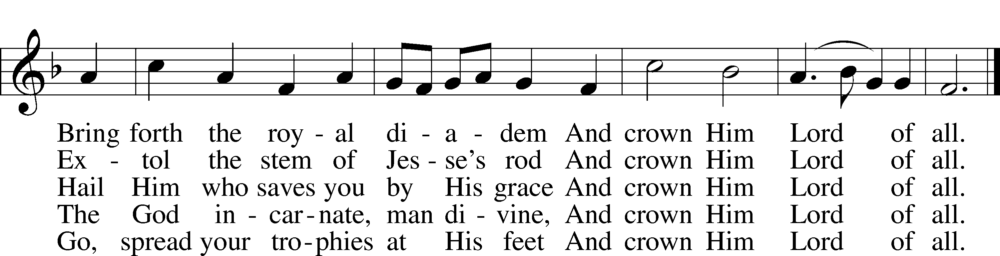 Bring forth the roy - al di - a - dem And crown Him Lord of all.
Ex - tol the stem of Jes - se’s rod And crown Him Lord of all.
Hail Him who saves you by His grace And crown Him Lord of all.
The God in - car - nate, man di - vine, And crown Him Lord of all.
Go, spread your tro - phies at His feet And crown Him Lord of all.